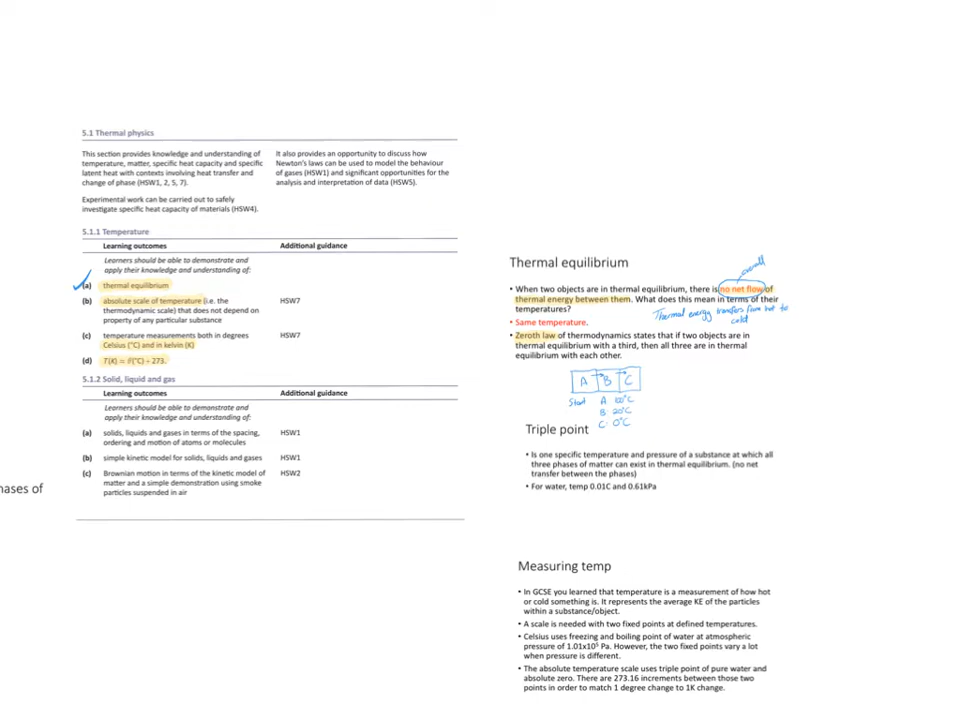 5.1 Thermal physics
This section provides knowledge and understanding of
temperature, matter, specific heat capacity and specific
latent heat with contexts involving heat transfer and
change of phase (HSW1, 2, 5, 7).
Experimental work can be carried out to safely
investigate specific heat capacity of materials (HSW4).
It also provides an opportunity to discuss how
Newton's laws can be used to model the behaviour
of gases (HSW1) and significant opportunities for the
analysis and interpretation of data (HSW5).
5.1.1 Temperature
Learning outcomes Additional guidance
Learners should be able to demonstrate and
apply their knowledge and understanding of:
(a) thermal equilibrium
(b) absolute scale of temperature (i.e. the HSW7
thermodynamic scale) that does not depend on
property of any particular substance
(c) temperature measurements both in degrees HSW7
Celsius (°C) and in kelvin (K)
(d) T(K) ≈ θ(°C) + 273.
5.1.2 Solid, liquid and gas
Learning outcomes Additional guidance
Learners should be able to demonstrate and
apply their knowledge and understanding of:
(a) solids, liquids and gases in terms of the spacing, HSW1
ordering and motion of atoms or molecules
(b) simple kinetic model for solids, liquids and gases HSW1
(c) Brownian motion in terms of the kinetic model of HSW2
matter and a simple demonstration using smoke
particles suspended in air
hases of
Thermal equilibrium
overall
• When two objects are in thermal equilibrium, there is no net flow of
thermal energy between them. What does this mean in terms of their
temperatures?
Thermal energy transfers from hot to
cold
• Same temperature.
• Zeroth law of thermodynamics states that if two objects are in
thermal equilibrium with a third, then all three are in thermal
equilibrium with each other.
A B C
Start A 100°C
B 20°C
C 0°C
Triple point
• Is one specific temperature and pressure of a substance at which all
three phases of matter can exist in thermal equilibrium. (no net
transfer between the phases)
• For water, temp 0.01C and 0.61kPa
Measuring temp
• In GCSE you learned that temperature is a measurement of how hot
or cold something is. It represents the average KE of the particles
within a substance/object.
• A scale is needed with two fixed points at defined temperatures.
• Celsius uses freezing and boiling point of water at atmospheric
pressure of 1.01x10⁵ Pa. However, the two fixed points vary a lot
when pressure is different.
• The absolute temperature scale uses triple point of pure water and
absolute zero. There are 273.16 increments between those two
points in order to match 1 degree change to 1K change.